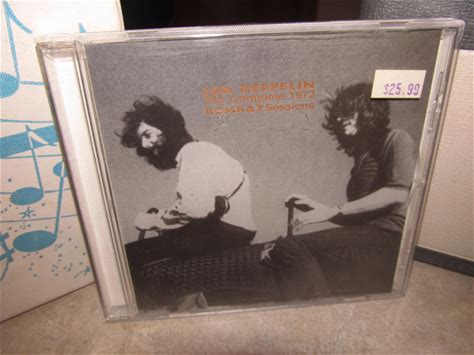 LED ZEPPELIN
The Complete 1972
BOMBAY Sessions
$25.99